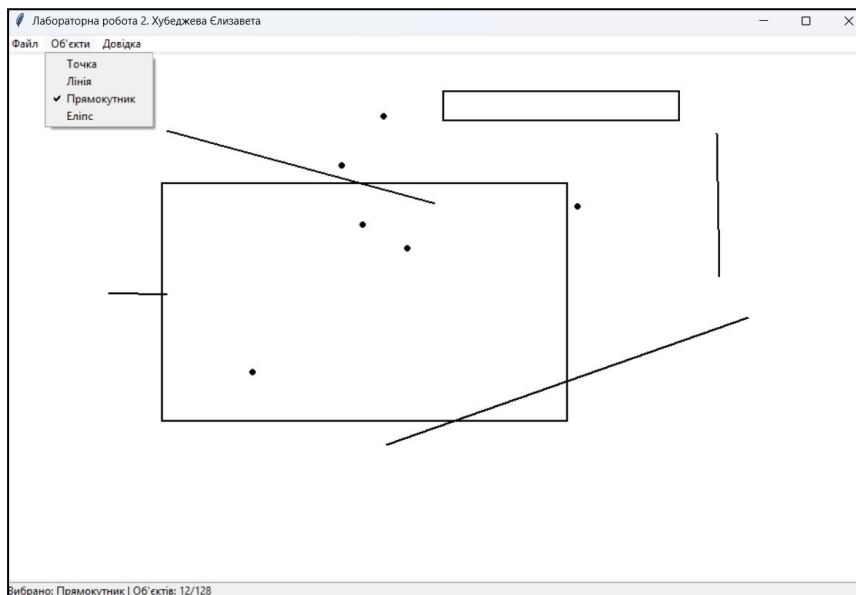 Лабораторна робота 2. Хубеджева Єлизавета
Файл Об'єкти Довідка
Точка
Лінія
✔ Прямокутник
Еліпс
Вибрано: Прямокутник | Об'єктів: 12/128